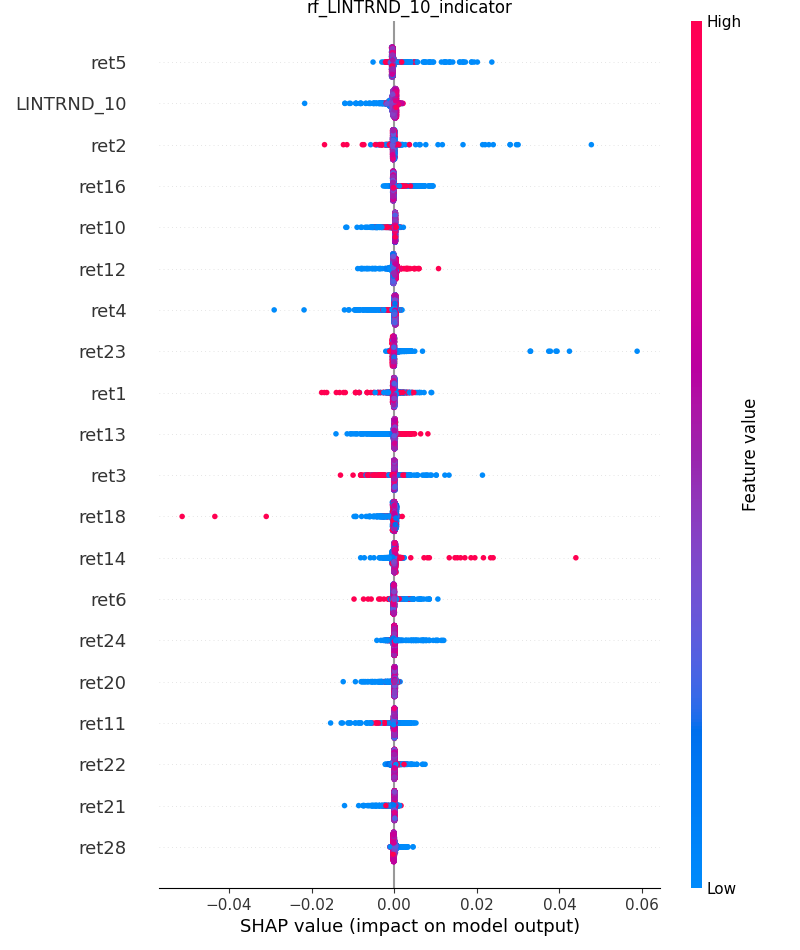 rf_LINTRND_10_indicator
High
ret5
LINTRND_10
ret2
ret16
ret10
ret12
ret4
ret23
ret1
ret13
ret3
ret18
ret14
ret6
ret24
ret20
ret11
ret22
ret21
ret28
Feature value
Low
−0.04 −0.02 0.00 0.02 0.04 0.06
SHAP value (impact on model output)